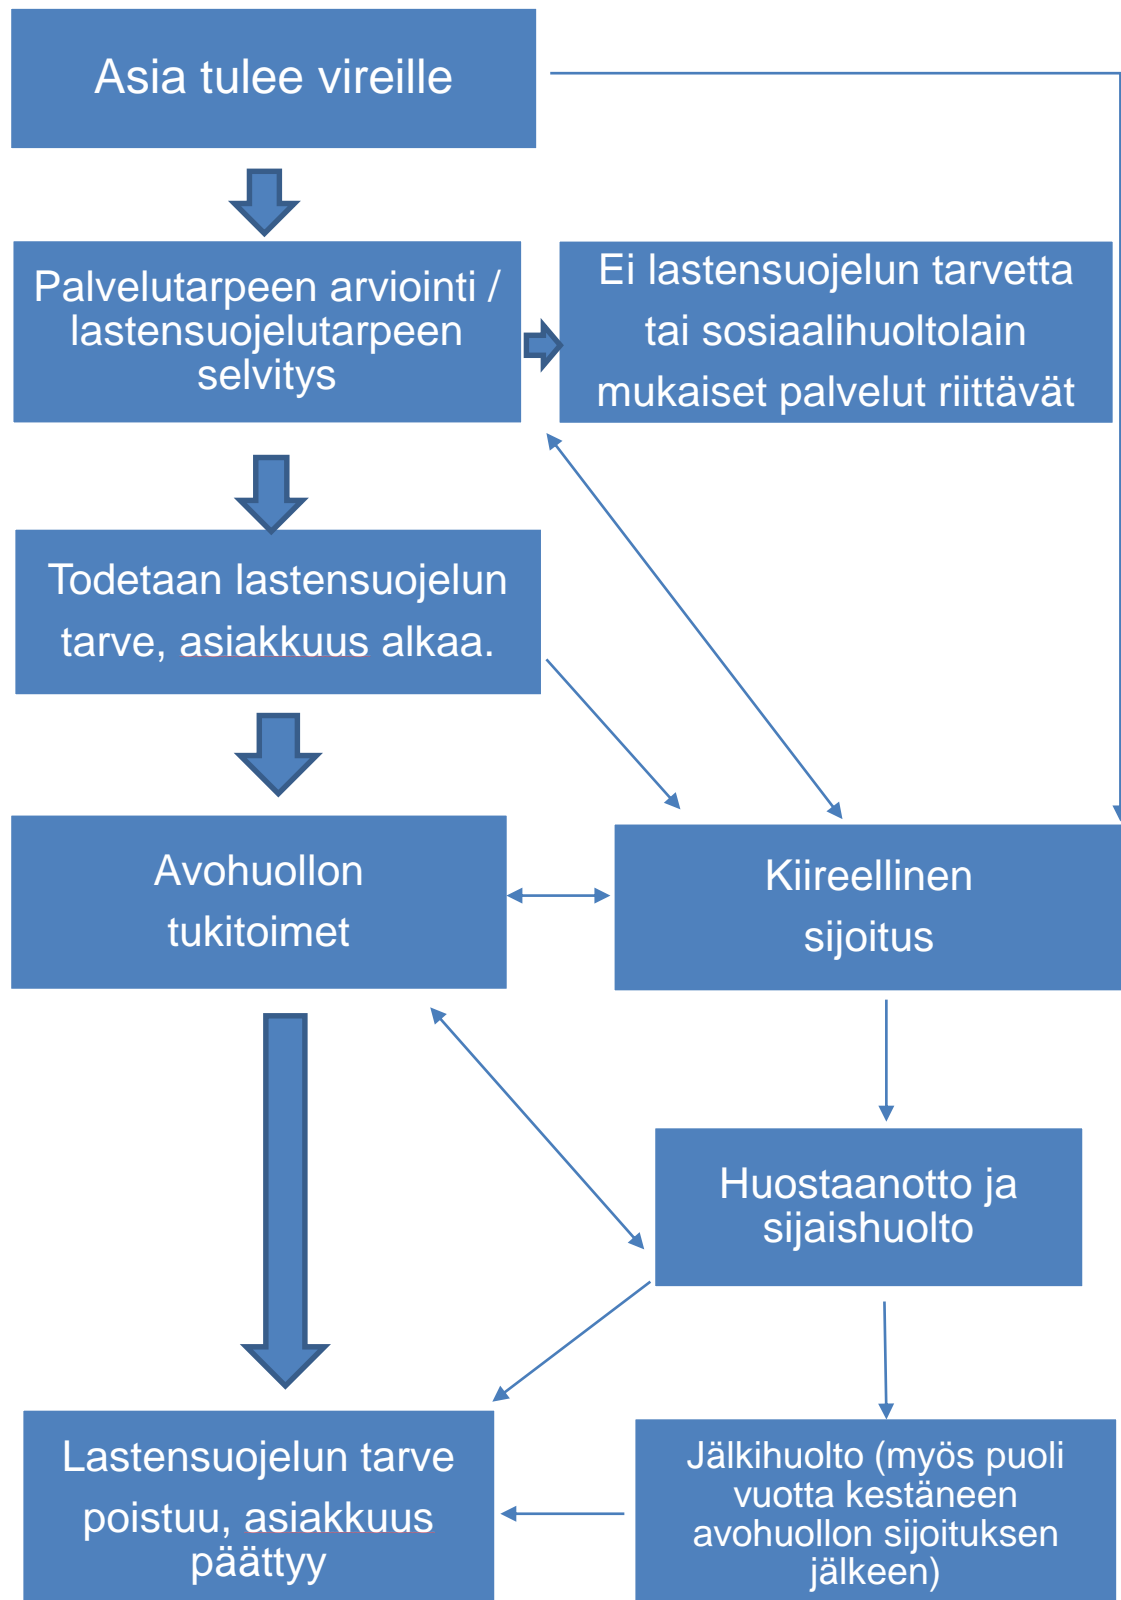 Asia tulee vireille
Palvelutarpeen arviointi /
lastensuojelutarpeen
selvitys
Ei lastensuojelun tarvetta
tai sosiaalihuoltolain
mukaiset palvelut riittävät
Todetaan lastensuojelun
tarve, asiakkuus alkaa.
Avohuollon
tukitoimet
Kiireellinen
sijoitus
Huostaanotto ja
sijaishuolto
Lastensuojelun tarve
poistuu, asiakkuus
päättyy
Jälkihuolto (myös puoli
vuotta kestäneen
avohuollon sijoituksen
jälkeen)